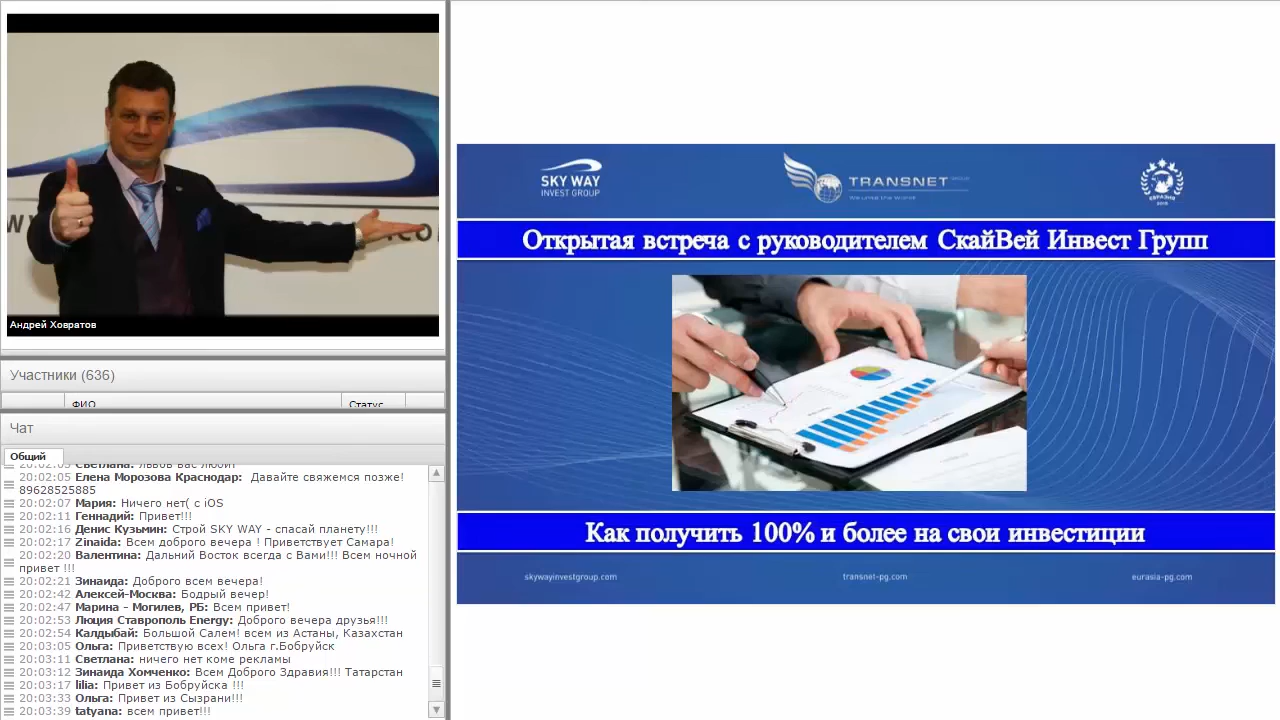 Андрей Ховратов
Участники (636)
ФИО
Статус
Чат
Общий
20:02:05 Светлана: львов вас любит
20:02:05 Елена Морозова Краснодар: Давайте свяжемся позже!
89628525885
20:02:07 Мария: Ничего нет( с iOS
20:02:11 Геннадий: Привет!!!
20:02:16 Денис Кузьмин: Строй SKY WAY - спасай планету!!!
20:02:17 Zinaida: Всем доброго вечера ! Приветствует Самара!
20:02:20 Валентина: Дальний Восток всегда с Вами!!! Всем ночной
привет !!!
20:02:21 Зинаида: Доброго всем вечера!
20:02:42 Алексей-Москва: Бодрый вечер!
20:02:47 Марина - Могилев, РБ: Всем привет!
20:02:53 Люция Ставрополь Energy: Доброго вечера друзья!!!
20:02:54 Калдыбай: Большой Салем! всем из Астаны, Казахстан
20:03:05 Ольга: Приветствую всех! Ольга г.Бобруйск
20:03:11 Светлана: ничего нет коме рекламы
20:03:12 Зинаида Хомченко: Всем Доброго Здравия!!! Татарстан
20:03:17 lilia: Привет из Бобруйска !!!
20:03:33 Ольга: Привет из Сызрани!!!
20:03:39 tatyana: всем привет!!!
SKY WAY
INVEST GROUP
TRANSNET GROUP
ЕВРАЗИЯ
Открытая встреча с руководителем СкайВей Инвест Групп
Как получить 100% и более на свои инвестиции
skywayinvestgroup.com
transnet-pg.com
eurasia-pg.com